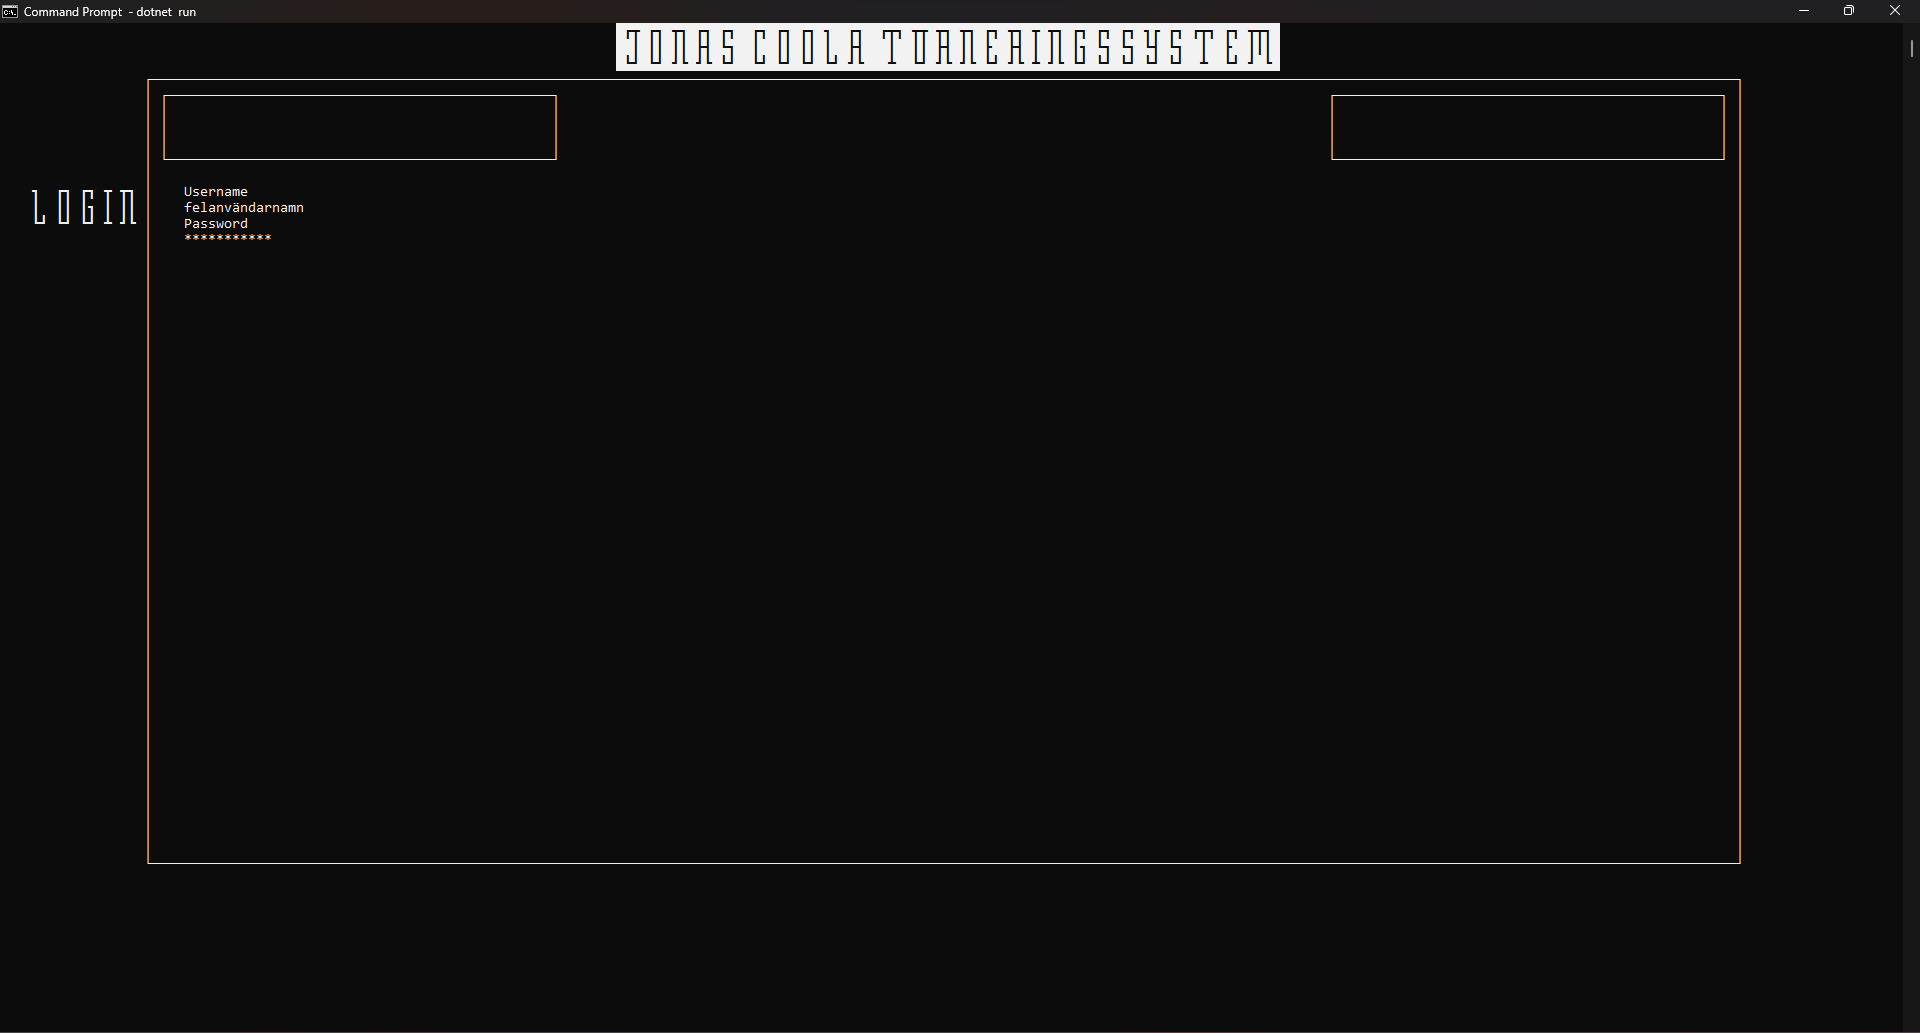 Command Prompt - dotnet run
JONAS COOLA TURNERINGSSYSTEM
Username
felanvändarnamn
LOGIN
Password
***********